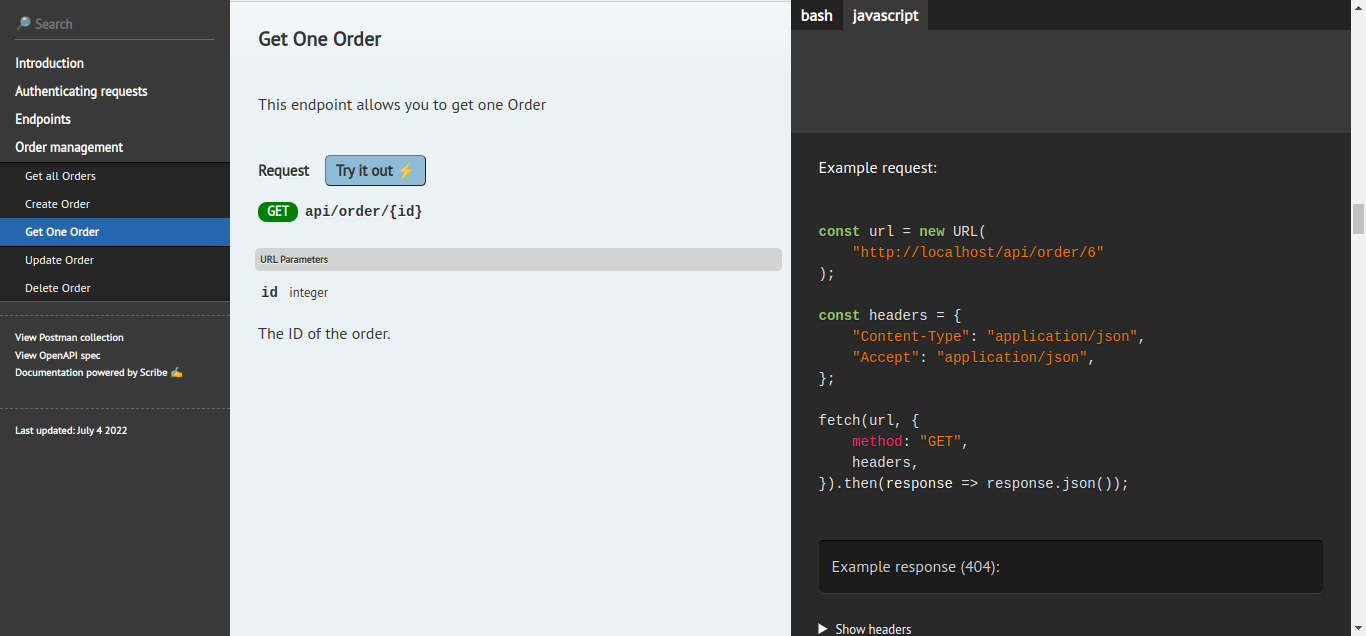 🔎 Search
Introduction
Authenticating requests
Endpoints
Order management
Get all Orders
Create Order
Get One Order
Update Order
Delete Order
View Postman collection
View OpenAPI spec
Documentation powered by Scribe ✍
Last updated: July 4 2022
Get One Order
This endpoint allows you to get one Order
Request Try it out ⚡
GET api/order/{id}
URL Parameters
id integer
The ID of the order.
bash javascript
Example request:
const url = new URL(
    "http://localhost/api/order/6"
);
const headers = {
    "Content-Type": "application/json",
    "Accept": "application/json",
};
fetch(url, {
    method: "GET",
    headers,
}).then(response => response.json());
Example response (404):
▶ Show headers